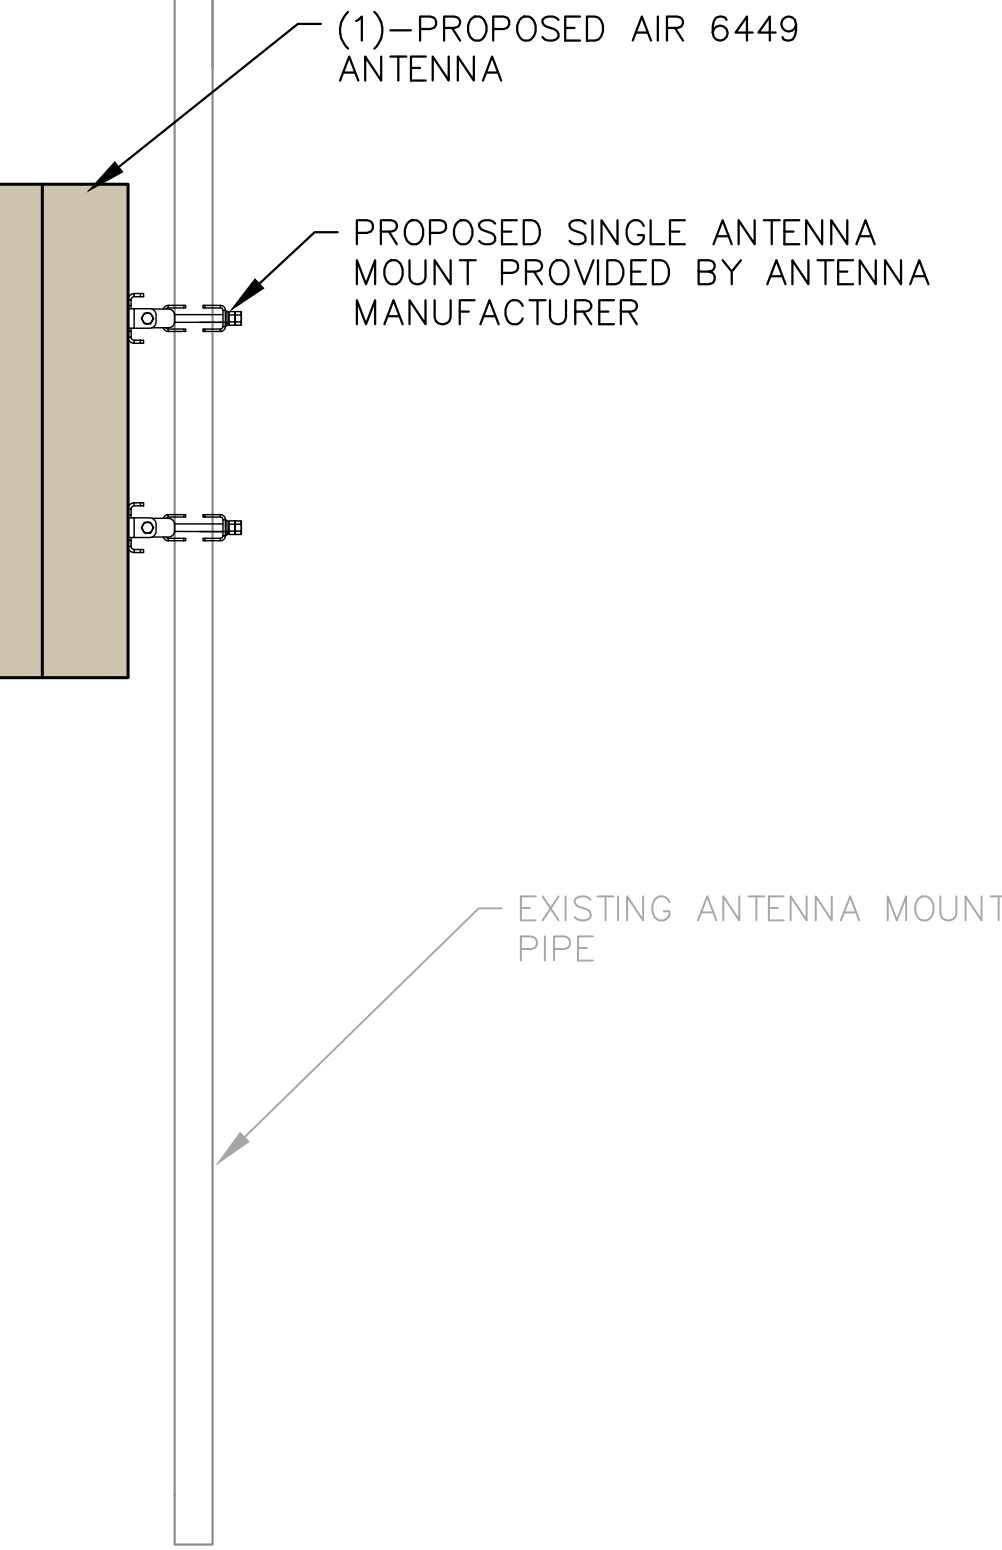 (1)-PROPOSED AIR 6449
ANTENNA
PROPOSED SINGLE ANTENNA
MOUNT PROVIDED BY ANTENNA
MANUFACTURER
EXISTING ANTENNA MOUNT
PIPE